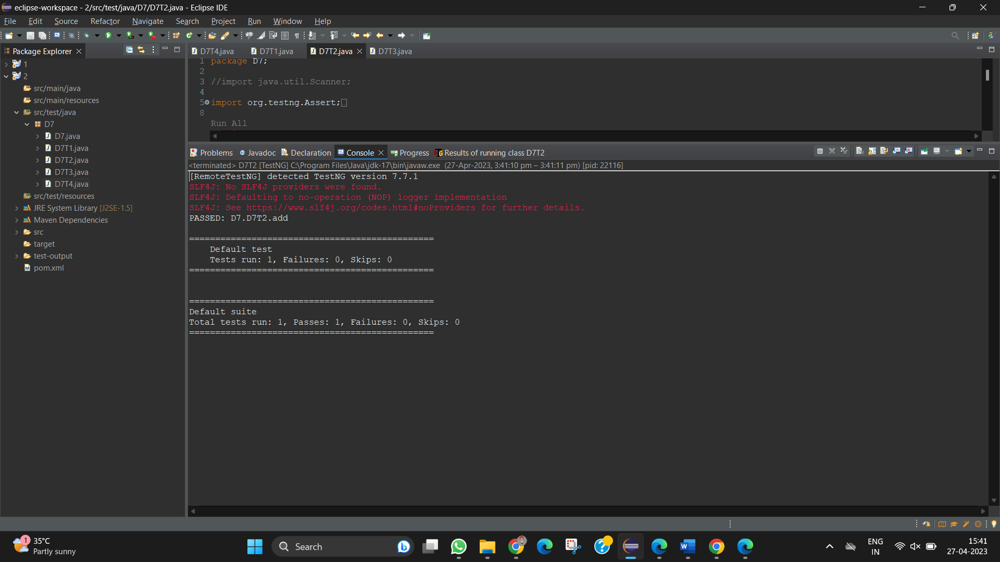 eclipse-workspace - 2/src/test/java/D7/D7T2.java - Eclipse IDE
File Edit Source Refactor Navigate Search Project Run Window Help
Package Explorer
1
2
src/main/java
src/main/resources
src/test/java
D7
D7.java
D7T1.java
D7T2.java
D7T3.java
D7T4.java
src/test/resources
JRE System Library [J2SE-1.5]
Maven Dependencies
src
target
test-output
pom.xml
D7T4.java D7T1.java D7T2.java D7T3.java
1 package D7;
2
3 //import java.util.Scanner;
4
5 import org.testng.Assert;
8
Run All
Problems Javadoc Declaration Console Progress Results of running class D7T2
<terminated> D7T2 [TestNG] C:\Program Files\Java\jdk-17\bin\javaw.exe (27-Apr-2023, 3:41:10 pm – 3:41:11 pm) [pid: 22116]
[RemoteTestNG] detected TestNG version 7.7.1
SLF4J: No SLF4J providers were found.
SLF4J: Defaulting to no-operation (NOP) logger implementation
SLF4J: See https://www.slf4j.org/codes.html#noProviders for further details.
PASSED: D7.D7T2.add
===============================================
Default test
Tests run: 1, Failures: 0, Skips: 0
===============================================
===============================================
Default suite
Total tests run: 1, Passes: 1, Failures: 0, Skips: 0
===============================================
1
35°C
Partly sunny
Search
ENG
IN
15:41
27-04-2023